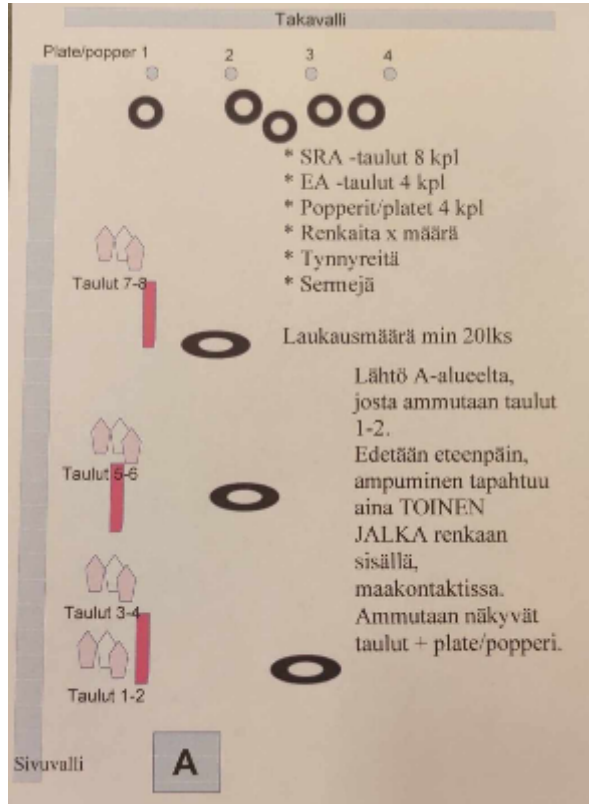 Takavalli
Plate/popper 1 2 3 4
* SRA -taulut 8 kpl
* EA -taulut 4 kpl
* Popperit/platet 4 kpl
* Renkaita x määrä
* Tynnyreitä
* Sermejä
Taulut 7-8
Laukausmäärä min 20lks
Lähtö A-alueelta,
josta ammutaan taulut
1-2.
Edetään eteenpäin,
ampuminen tapahtuu
aina TOINEN
JALKA renkaan
sisällä,
maakontaktissa.
Ammutaan näkyvät
taulut + plate/popperi.
Taulut 5-6
Taulut 3-4
Taulut 1-2
Sivuvalli
A